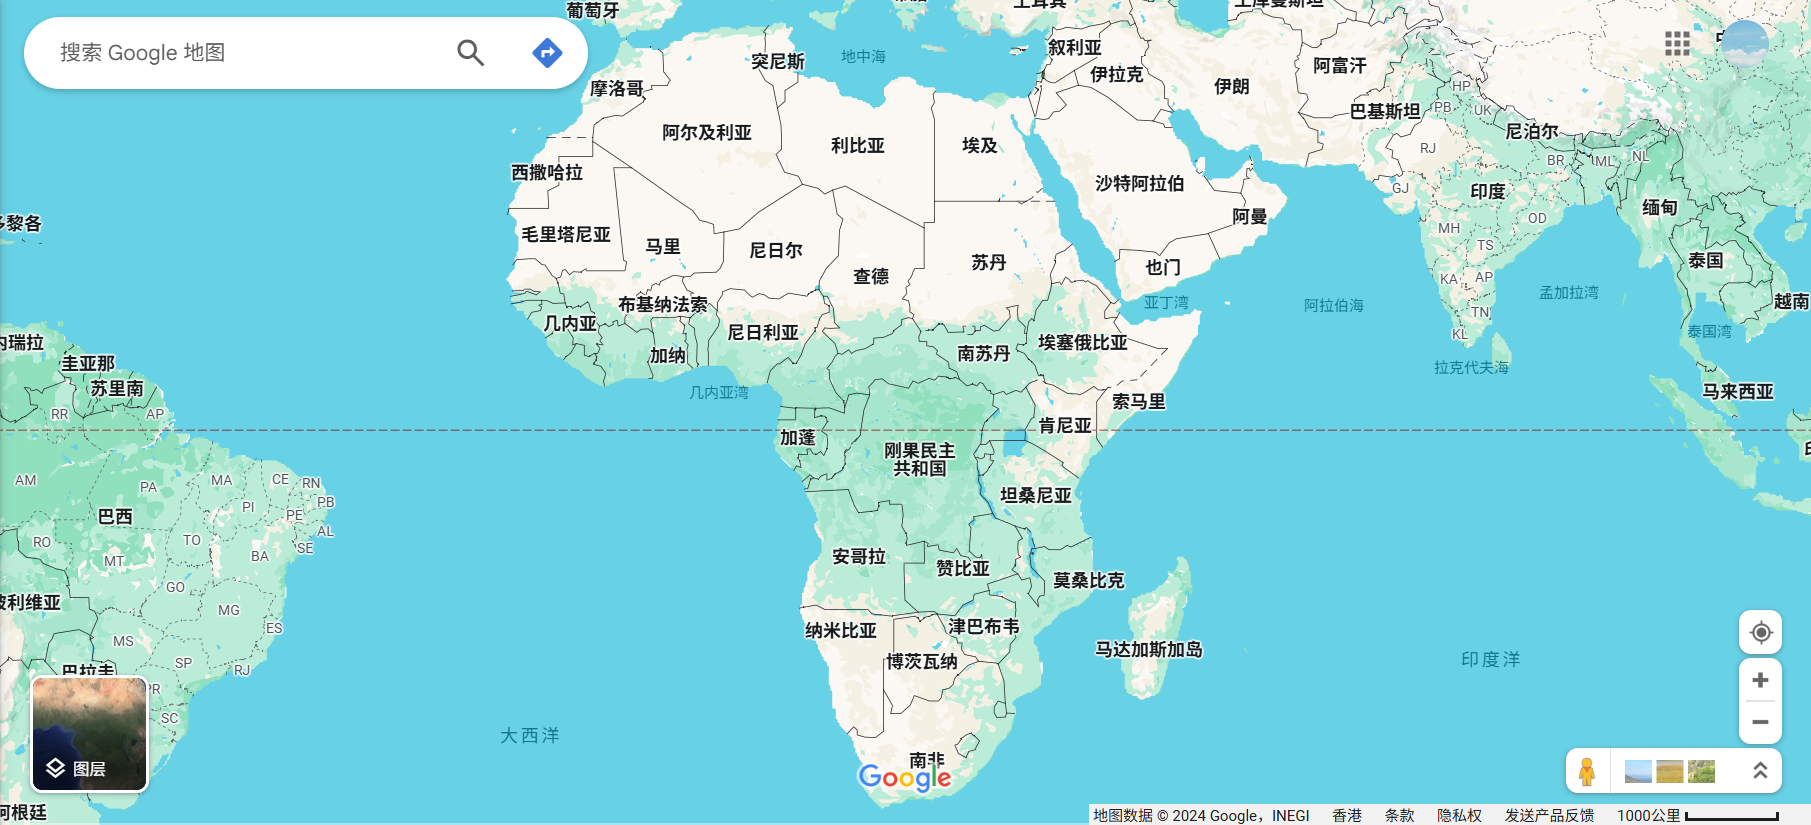 葡萄牙
土耳其
土库曼斯坦
搜索 Google 地图
突尼斯
地中海
叙利亚
伊拉克
伊朗
阿富汗
摩洛哥
巴基斯坦
HP
PB
UK
阿尔及利亚
利比亚
埃及
尼泊尔
RJ
BR
ML
NL
西撒哈拉
沙特阿拉伯
GJ
印度
缅甸
阿曼
OD
多黎各
毛里塔尼亚
马里
尼日尔
查德
苏丹
也门
MH
TS
泰国
KA
AP
孟加拉湾
布基纳法索
亚丁湾
阿拉伯海
TN
越南
几内亚
尼日利亚
埃塞俄比亚
KL
泰国湾
内瑞拉
圭亚那
加纳
南苏丹
拉克代夫海
苏里南
几内亚湾
索马里
马来西亚
RR
AP
加蓬
肯尼亚
刚果民主
共和国
AM
PA
MA
CE
RN
坦桑尼亚
PI
PE
PB
巴西
AL
RO
TO
SE
MT
BA
安哥拉
赞比亚
莫桑比克
GO
玻利维亚
MG
ES
纳米比亚
津巴布韦
MS
马达加斯加岛
SP
RJ
博茨瓦纳
印度洋
巴拉圭
PR
SC
大西洋
南非
Google
图层
阿根廷
地图数据 © 2024 Google，INEGI
香港
条款
隐私权
发送产品反馈
1000公里